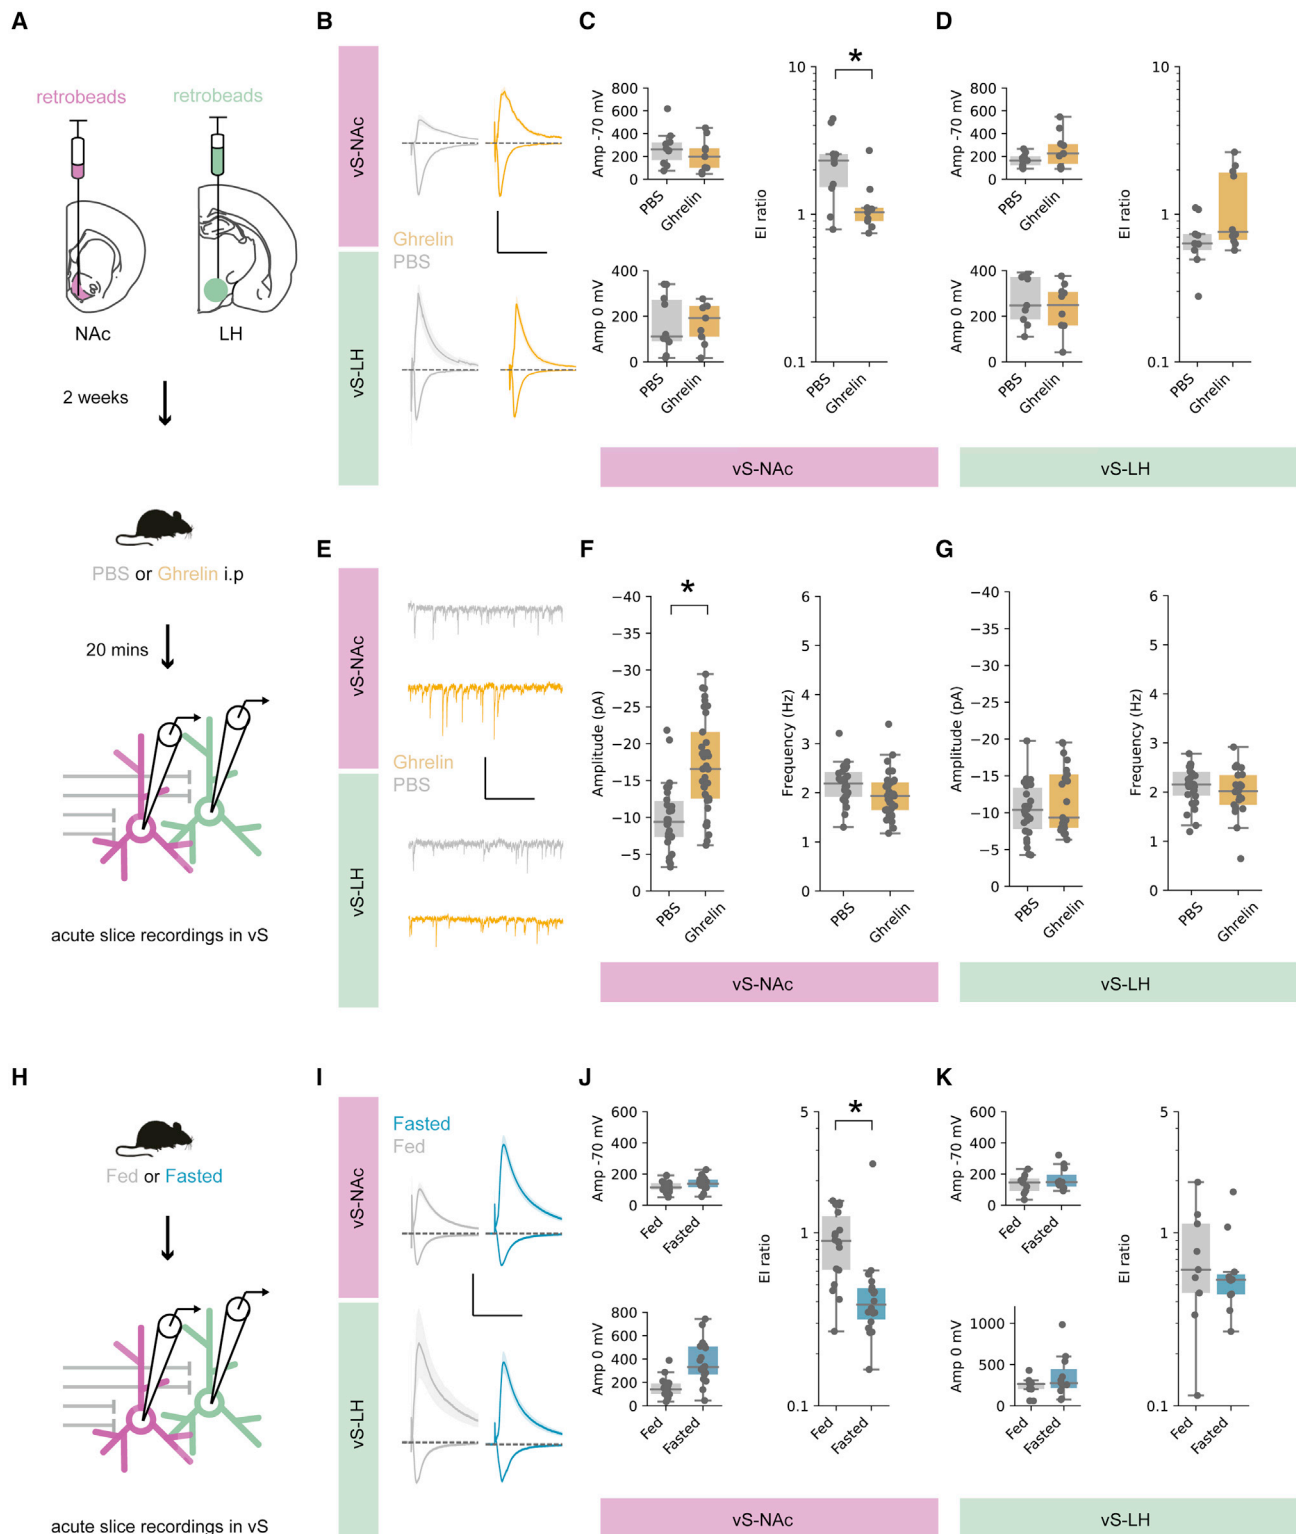 A
retrobeads
retrobeads
NAc
LH
2 weeks
PBS or Ghrelin i.p
20 mins
acute slice recordings in vS
B
vS-NAc
vS-LH
Ghrelin
PBS
C
Amp -70 mV
800
600
400
200
0
PBS
Ghrelin
Amp 0 mV
400
200
0
PBS
Ghrelin
EI ratio
10
1
0.1
*
PBS
Ghrelin
vS-NAc
D
Amp -70 mV
800
600
400
200
0
PBS
Ghrelin
Amp 0 mV
400
200
0
PBS
Ghrelin
EI ratio
10
1
0.1
PBS
Ghrelin
vS-LH
E
vS-NAc
vS-LH
Ghrelin
PBS
F
Amplitude (pA)
−40
−35
−30
−25
−20
−15
−10
−5
0
*
PBS
Ghrelin
Frequency (Hz)
6
5
4
3
2
1
0
PBS
Ghrelin
vS-NAc
G
Amplitude (pA)
−40
−35
−30
−25
−20
−15
−10
−5
0
PBS
Ghrelin
Frequency (Hz)
6
5
4
3
2
1
0
PBS
Ghrelin
vS-LH
H
Fed or Fasted
acute slice recordings in vS
I
vS-NAc
vS-LH
Fasted
Fed
J
Amp -70 mV
600
400
200
0
Fed
Fasted
Amp 0 mV
800
600
400
200
0
Fed
Fasted
EI ratio
5
1
0.1
*
Fed
Fasted
vS-NAc
K
Amp -70 mV
600
400
200
0
Fed
Fasted
Amp 0 mV
1000
500
0
Fed
Fasted
EI ratio
5
1
0.1
Fed
Fasted
vS-LH